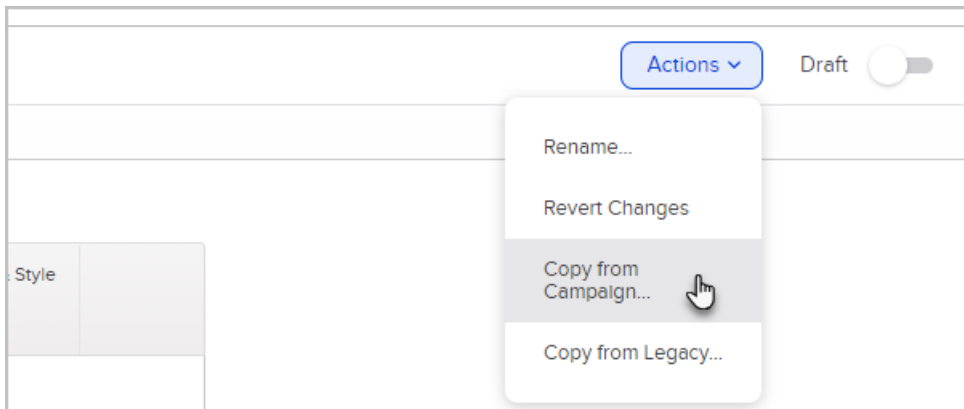 Actions
Draft
Rename...
Revert Changes
Style
Copy from
Campaign...
Copy from Legacy...